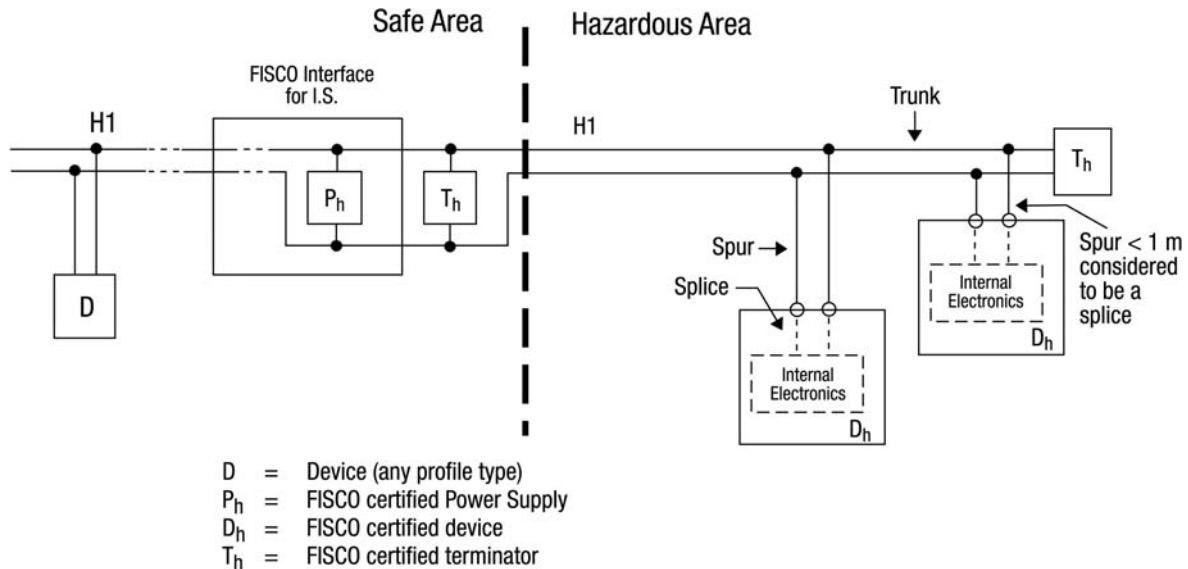 Safe Area
Hazardous Area
FISCO Interface
for I.S.
H1
H1
Trunk
Th
Ph
Th
Spur
Splice
Spur < 1 m
considered
to be a
splice
D
Internal
Electronics
Dh
Internal
Electronics
Dh
D = Device (any profile type)
Ph = FISCO certified Power Supply
Dh = FISCO certified device
Th = FISCO certified terminator